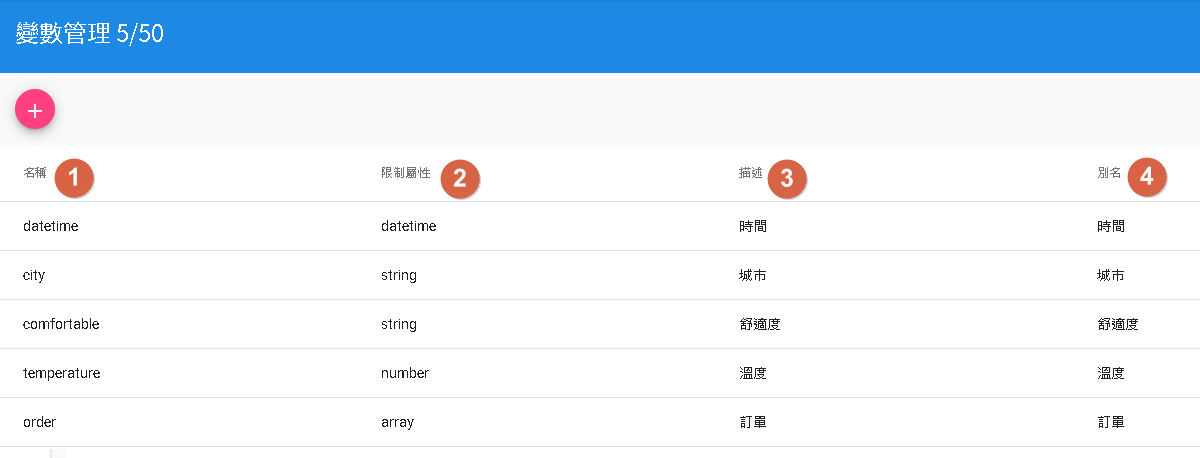 變數管理 5/50
+
名稱 1 限制屬性 2 描述 3 別名 4
datetime datetime 時間 時間
city string 城市 城市
comfortable string 舒適度 舒適度
temperature number 溫度 溫度
order array 訂單 訂單